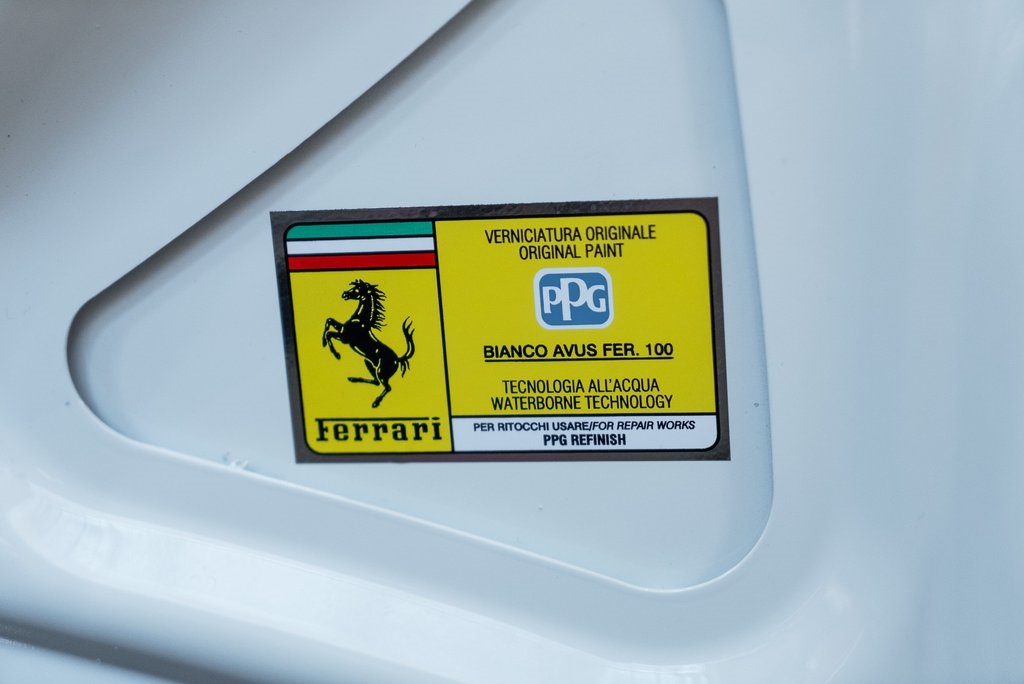 VERNICIATURA ORIGINALE
ORIGINAL PAINT
PPG
BIANCO AVUS FER. 100
TECNOLOGIA ALL'ACQUA
WATERBORNE TECHNOLOGY
Ferrari
PER RITOCCHI USARE/FOR REPAIR WORKS
PPG REFINISH